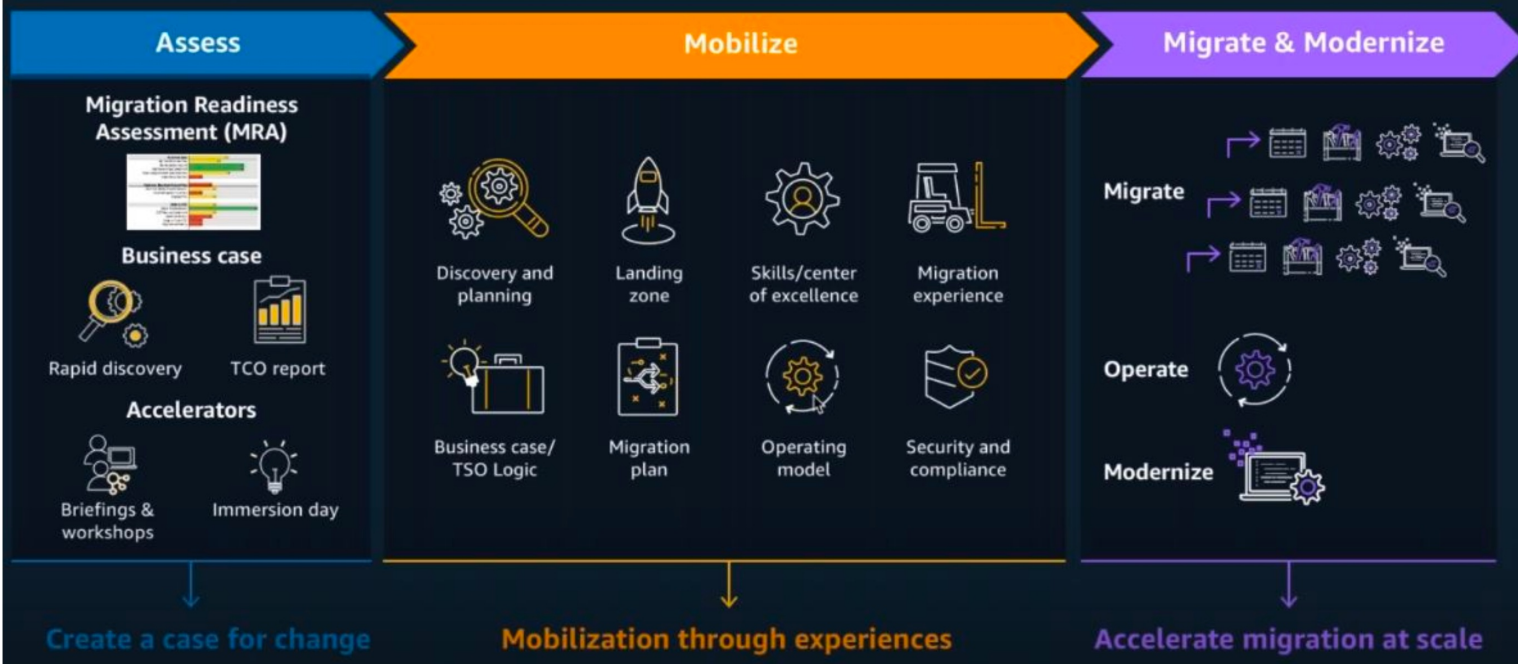 Assess
Mobilize
Migrate & Modernize
Migration Readiness
Assessment (MRA)
Business case
Rapid discovery
TCO report
Accelerators
Briefings &
workshops
Immersion day
Create a case for change
Discovery and
planning
Landing
zone
Skills/center
of excellence
Migration
experience
Business case/
TSO Logic
Migration
plan
Operating
model
Security and
compliance
Mobilization through experiences
Migrate
Operate
Modernize
Accelerate migration at scale